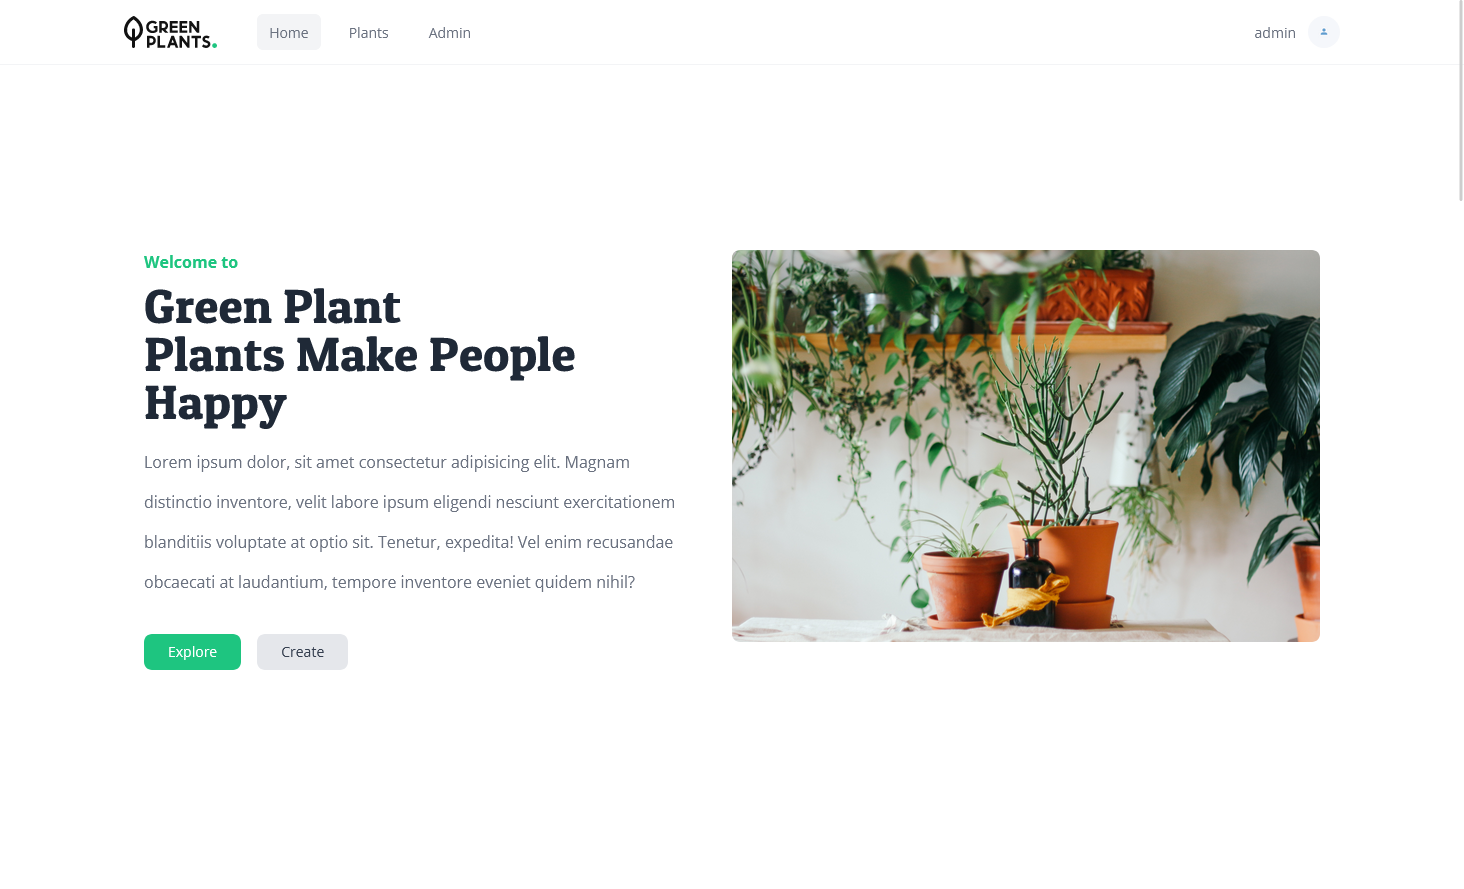 GREEN
PLANTS.
Home
Plants
Admin
admin
Welcome to
Green Plant
Plants Make People
Happy
Lorem ipsum dolor, sit amet consectetur adipisicing elit. Magnam
distinctio inventore, velit labore ipsum eligendi nesciunt exercitationem
blanditiis voluptate at optio sit. Tenetur, expedita! Vel enim recusandae
obcaecati at laudantium, tempore inventore eveniet quidem nihil?
Explore
Create